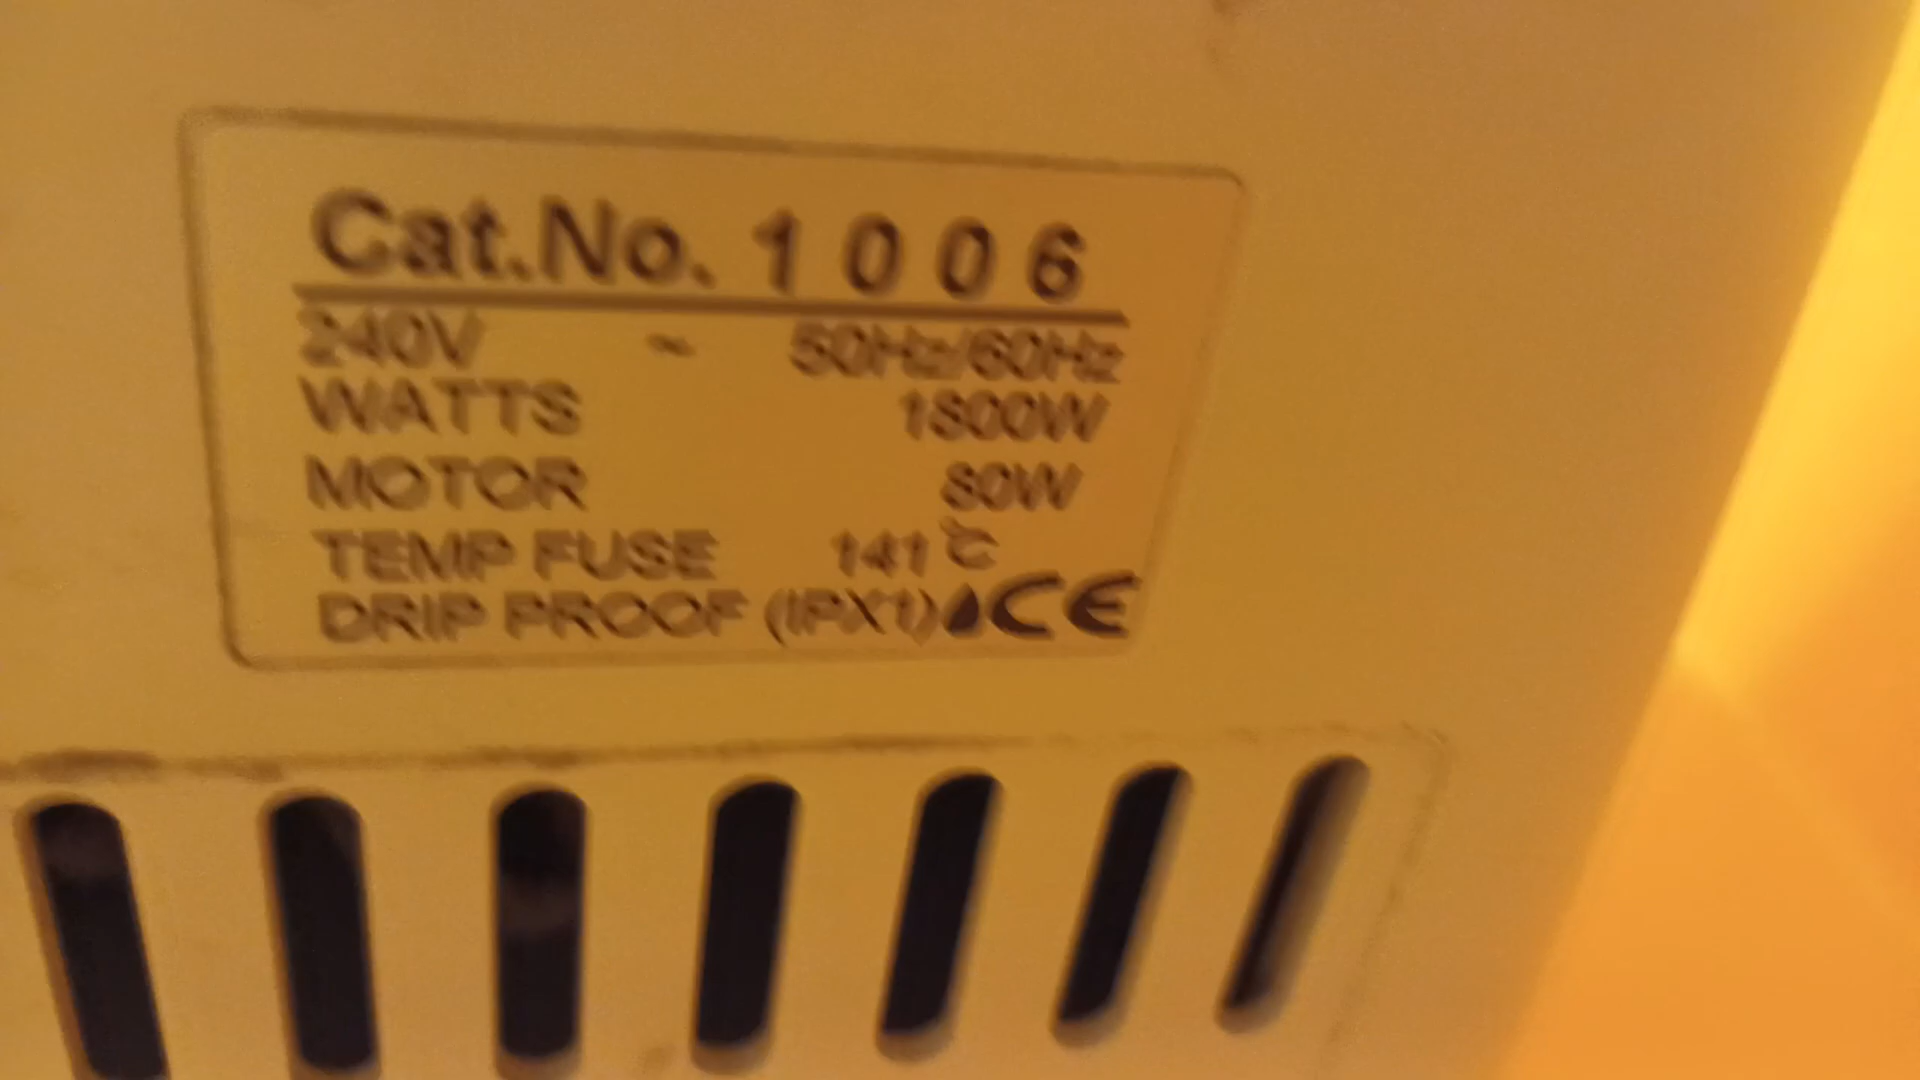 Cat.No. 1006
240V ~ 50Hz/60Hz
WATTS 1800W
MOTOR 80W
TEMP FUSE 141℃
DRIP PROOF (IPX1) CE